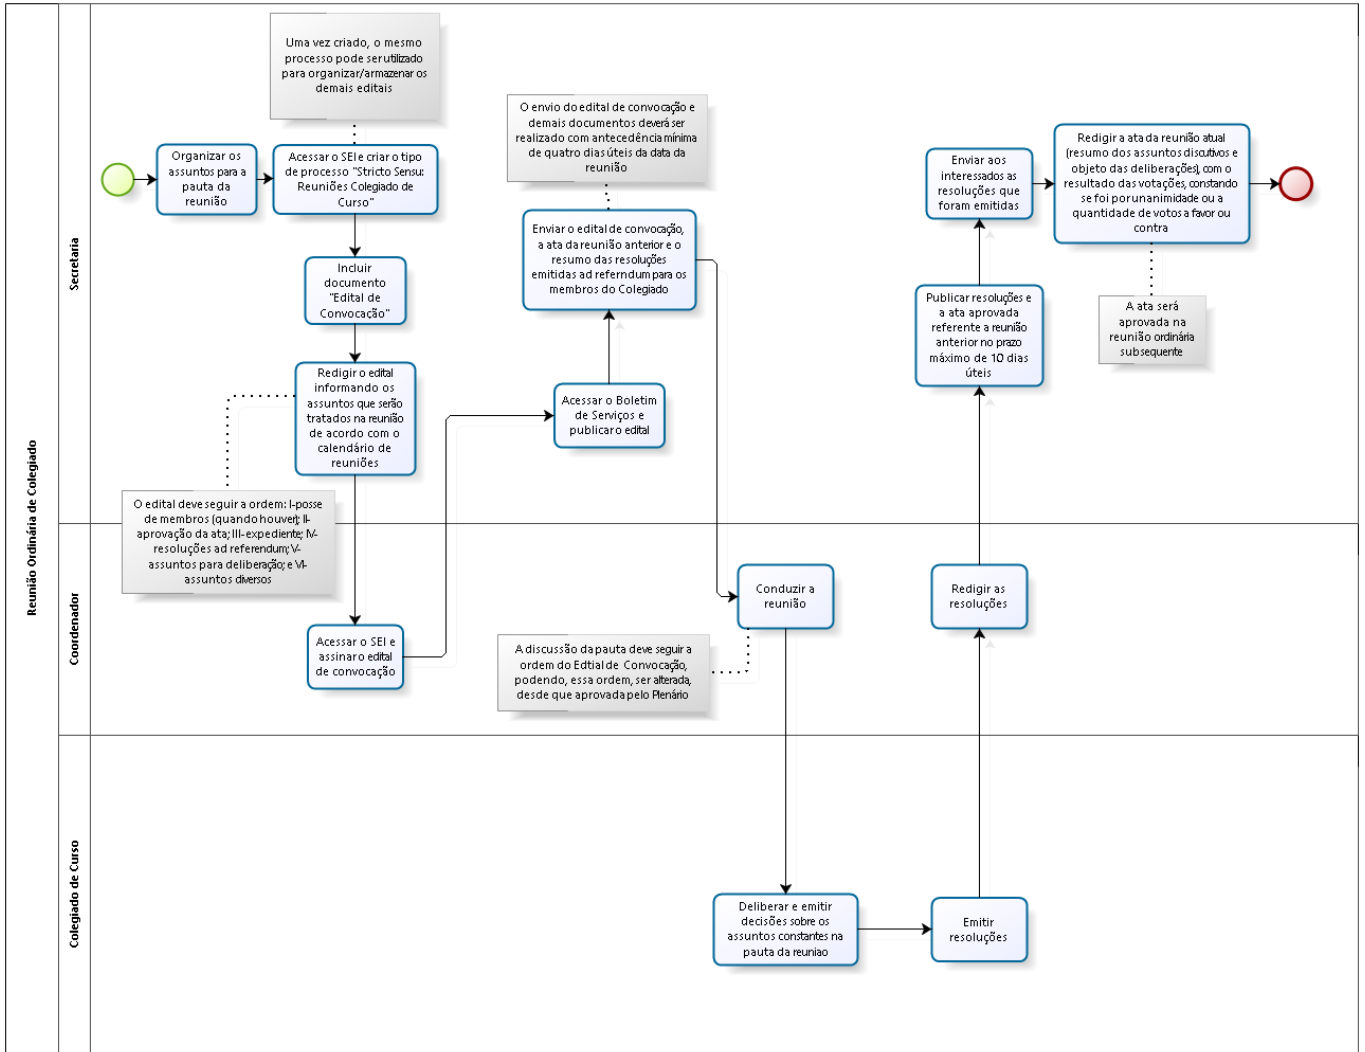 Reunião Ordinária de Colegiado
Secretaria
Uma vez criado, o mesmo
processo pode ser utilizado
para organizar/armazenar os
demais editais
Organizar os
assuntos para a
pauta da
reunião
Acessar o SEI e criar o tipo
de processo "Stricto Sensu:
Reuniões Colegiado de
Curso"
Incluir
documento
"Edital de
Convocação"
Redigir o edital
informando os
assuntos que serão
tratados na reunião
de acordo com o
calendário de
reuniões
O edital deve seguir a ordem: I-posse
de membros (quando houver); II-
aprovação da ata; III-expediente; IV-
resoluções ad referendum; V-
assuntos para deliberação; e VI-
assuntos diversos
O envio do edital de convocação e
demais documentos deverá ser
realizado com antecedência mínima
de quatro dias úteis da data da
reunião
Enviar o edital de convocação,
a ata da reunião anterior e o
resumo das resoluções
emitidas ad referndum para os
membros do Colegiado
Acessar o Boletim
de Serviços e
publicar o edital
Enviar aos
interessados as
resoluções que
foram emitidas
Publicar resoluções e
a ata aprovada
referente a reunião
anterior no prazo
máximo de 10 dias
úteis
Redigir a ata da reunião atual
(resumo dos assuntos discutivos e
objeto das deliberações), com o
resultado das votações, constando
se foi por unanimidade ou a
quantidade de votos a favor ou
contra
A ata será
aprovada na
reunião ordinária
subsequente
Coordenador
Acessar o SEI e
assinar o edital
de convocação
Conduzir a
reunião
A discussão da pauta deve seguir a
ordem do Edtial de Convocação,
podendo, essa ordem, ser alterada,
desde que aprovada pelo Plenário
Redigir as
resoluções
Colegiado de Curso
Deliberar e emitir
decisões sobre os
assuntos constantes na
pauta da reuniao
Emitir
resoluções